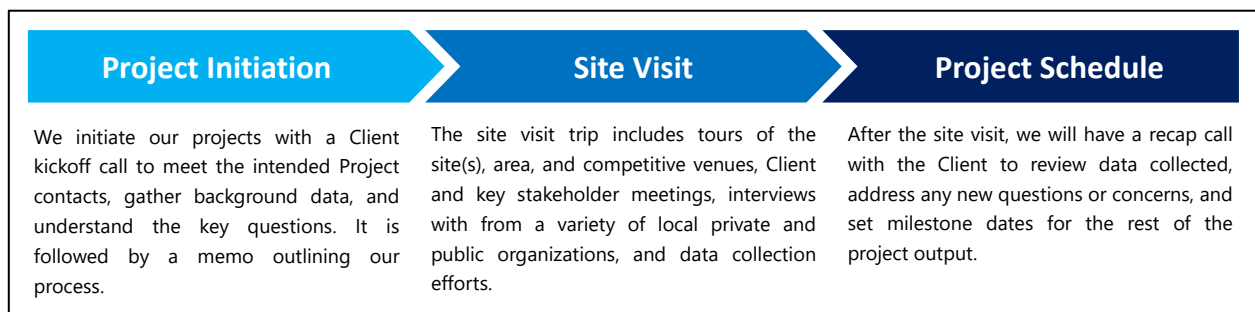 Project Initiation
We initiate our projects with a Client
kickoff call to meet the intended Project
contacts, gather background data, and
understand the key questions. It is
followed by a memo outlining our
process.
Site Visit
The site visit trip includes tours of the
site(s), area, and competitive venues, Client
and key stakeholder meetings, interviews
with from a variety of local private and
public organizations, and data collection
efforts.
Project Schedule
After the site visit, we will have a recap call
with the Client to review data collected,
address any new questions or concerns, and
set milestone dates for the rest of the
project output.